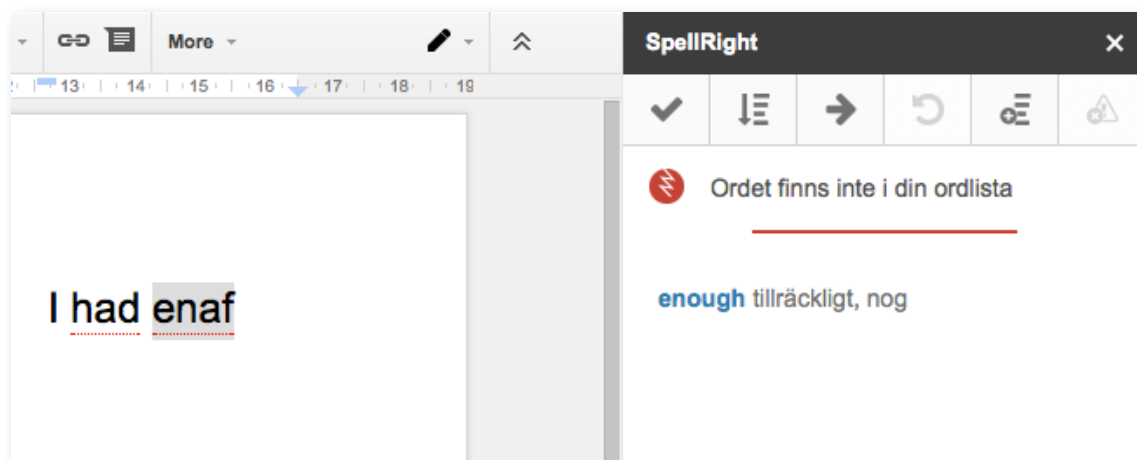 More
13 14 15 16 17 18 19
I had enaf
SpellRight
Ordet finns inte i din ordlista
enough tillräckligt, nog